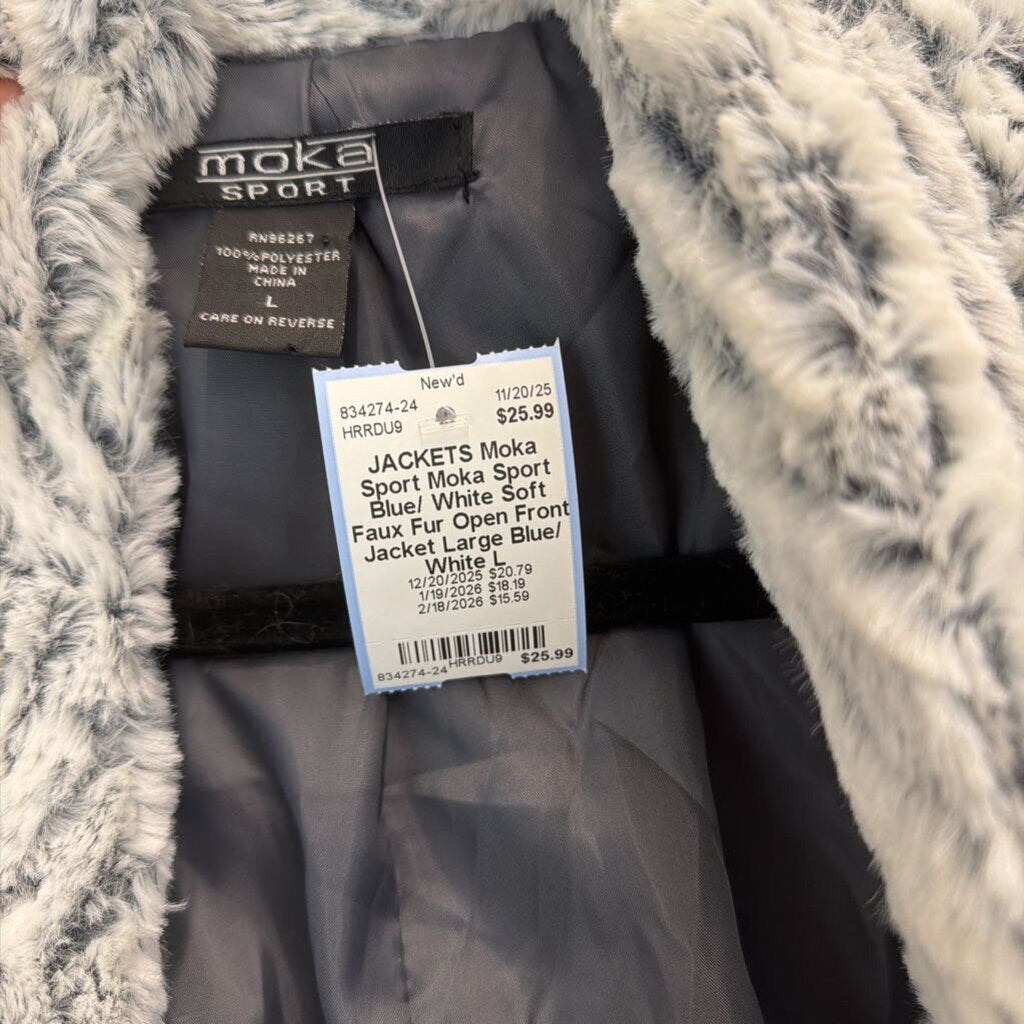 moka
SPORT
RN96267
100% POLYESTER
MADE IN
CHINA
L
CARE ON REVERSE
New'd
834274-24 11/20/25
HRRDU9 $25.99
JACKETS Moka
Sport Moka Sport
Blue/ White Soft
Faux Fur Open Front
Jacket Large Blue/
White L
12/20/2025 $20.79
1/19/2026 $18.19
2/18/2026 $15.59
834274-24 HRRDU9 $25.99